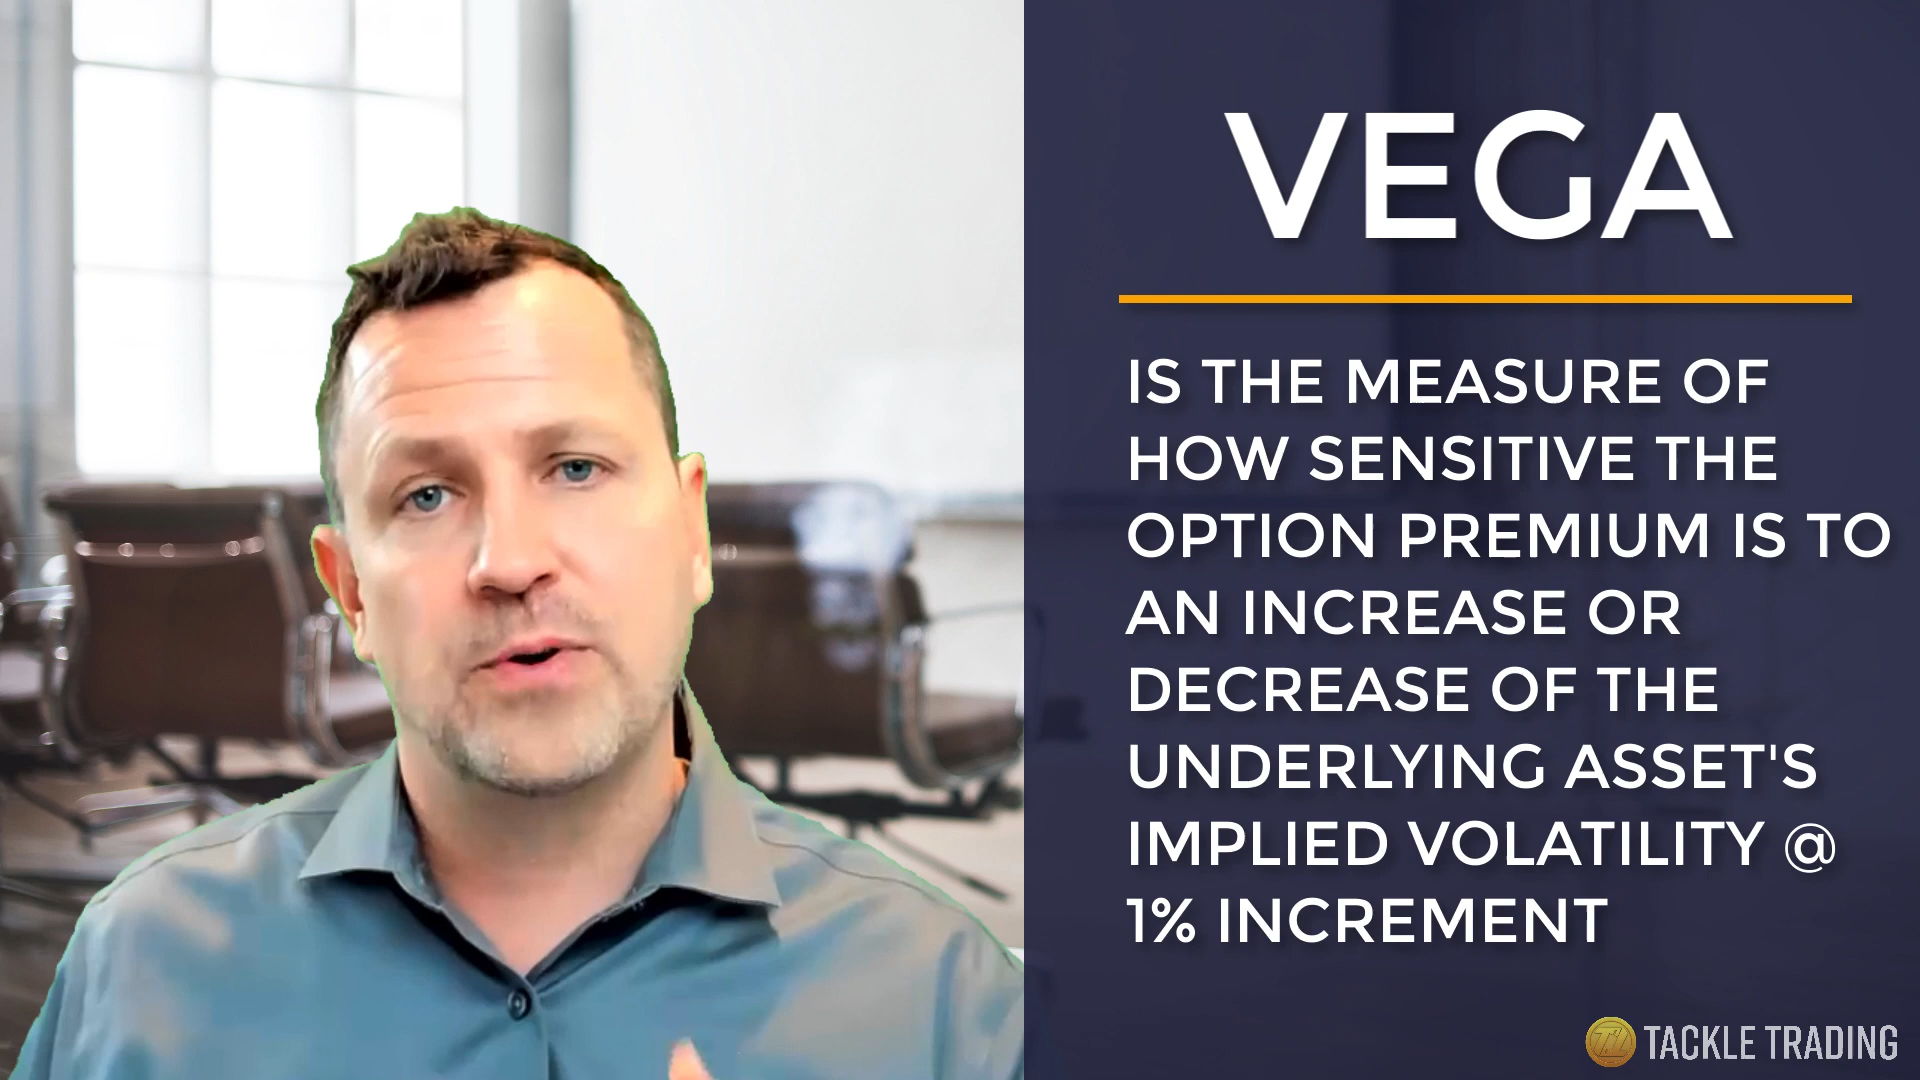 VEGA
IS THE MEASURE OF
HOW SENSITIVE THE
OPTION PREMIUM IS TO
AN INCREASE OR
DECREASE OF THE
UNDERLYING ASSET'S
IMPLIED VOLATILITY @
1% INCREMENT
TACKLE TRADING